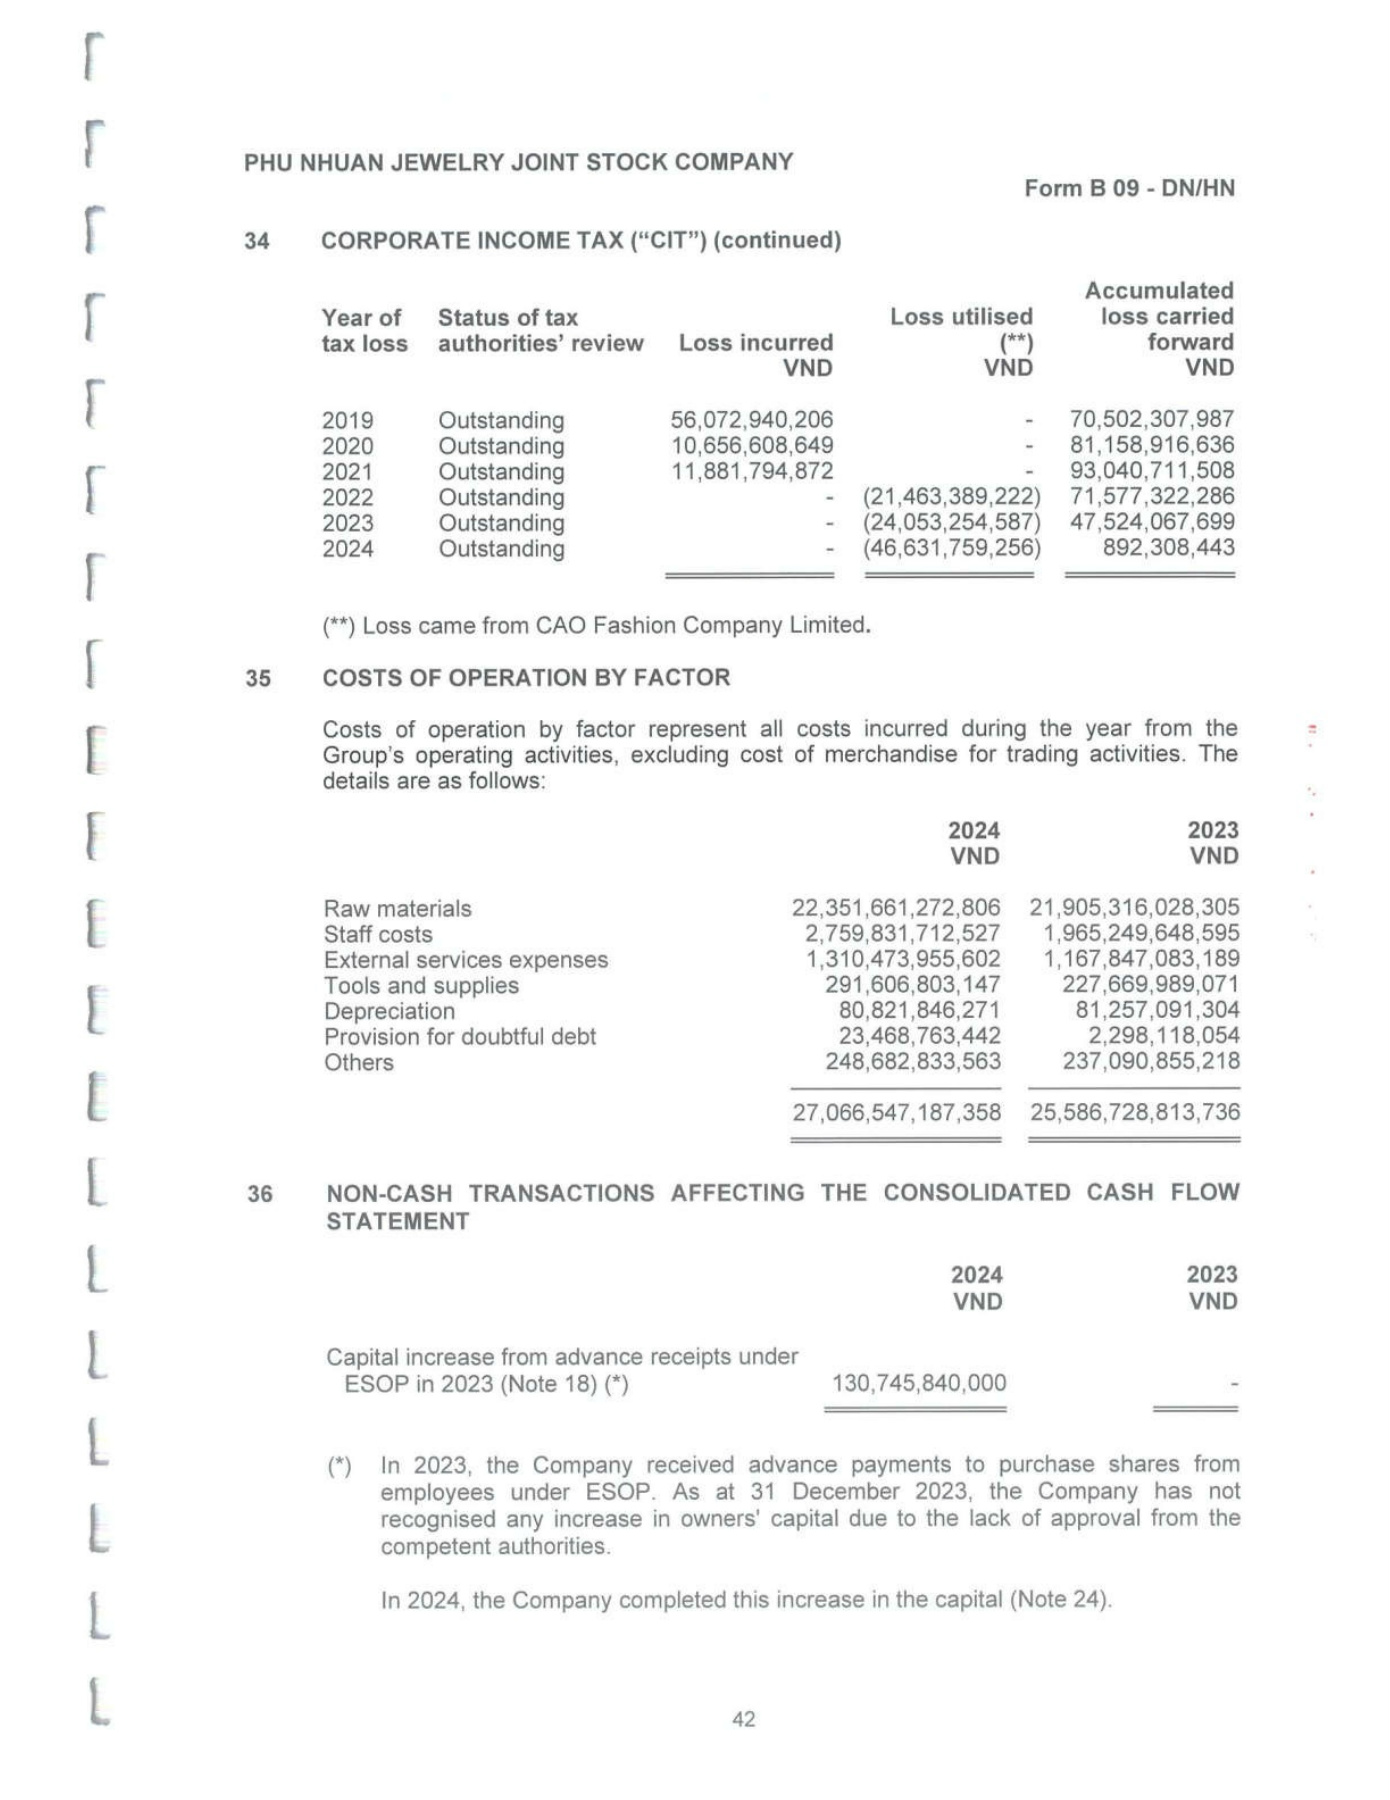 PHU NHUAN JEWELRY JOINT STOCK COMPANY
Form B 09 - DN/HN
34 CORPORATE INCOME TAX (“CIT”) (continued)
Year of tax loss Status of tax authorities’ review Loss incurred VND Loss utilised (**) VND Accumulated loss carried forward VND
2019 Outstanding 56,072,940,206 - 70,502,307,987
2020 Outstanding 10,656,608,649 - 81,158,916,636
2021 Outstanding 11,881,794,872 - 93,040,711,508
2022 Outstanding - (21,463,389,222) 71,577,322,286
2023 Outstanding - (24,053,254,587) 47,524,067,699
2024 Outstanding - (46,631,759,256) 892,308,443
(**) Loss came from CAO Fashion Company Limited.
35 COSTS OF OPERATION BY FACTOR
Costs of operation by factor represent all costs incurred during the year from the
Group's operating activities, excluding cost of merchandise for trading activities. The
details are as follows:
2024 2023
VND VND
Raw materials 22,351,661,272,806 21,905,316,028,305
Staff costs 2,759,831,712,527 1,965,249,648,595
External services expenses 1,310,473,955,602 1,167,847,083,189
Tools and supplies 291,606,803,147 227,669,989,071
Depreciation 80,821,846,271 81,257,091,304
Provision for doubtful debt 23,468,763,442 2,298,118,054
Others 248,682,833,563 237,090,855,218
27,066,547,187,358 25,586,728,813,736
36 NON-CASH TRANSACTIONS AFFECTING THE CONSOLIDATED CASH FLOW
STATEMENT
2024 2023
VND VND
Capital increase from advance receipts under
ESOP in 2023 (Note 18) (*) 130,745,840,000 -
(*) In 2023, the Company received advance payments to purchase shares from
employees under ESOP. As at 31 December 2023, the Company has not
recognised any increase in owners' capital due to the lack of approval from the
competent authorities.
In 2024, the Company completed this increase in the capital (Note 24).
42